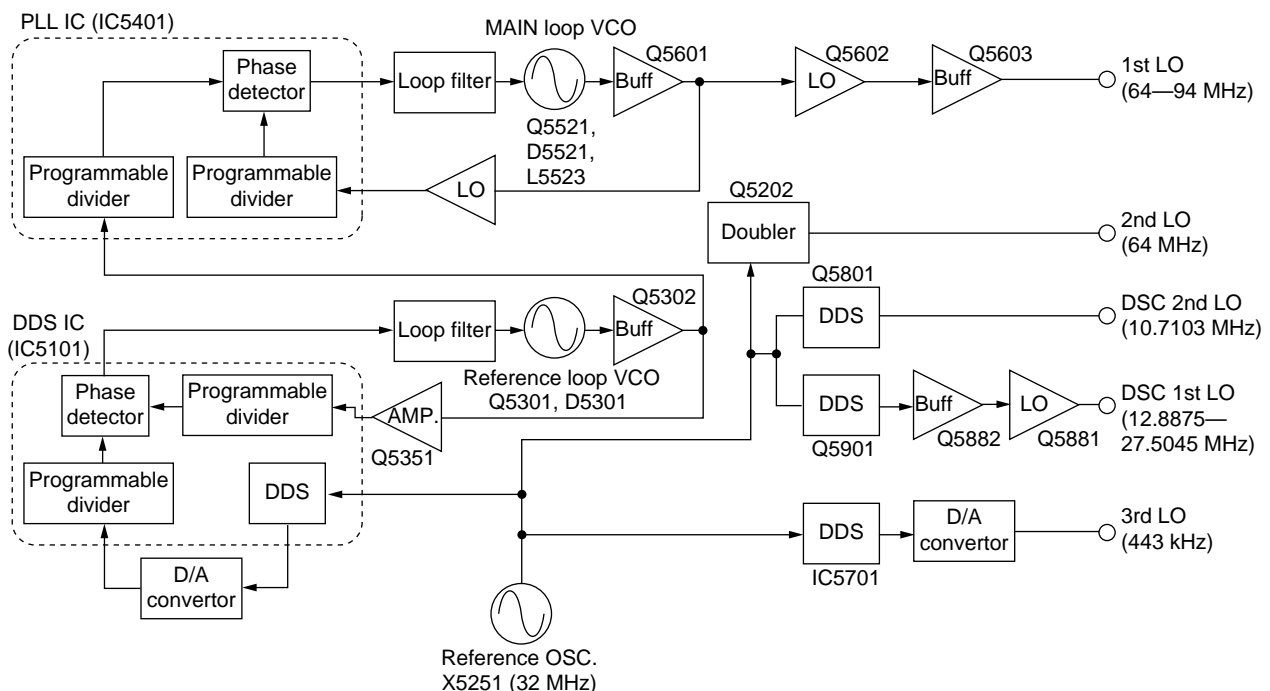 PLL IC (IC5401)
Phase
detector
Programmable
divider
Programmable
divider
Loop filter
MAIN loop VCO
Q5521,
D5521,
L5523
Q5601
Buff
LO
Q5602
LO
Q5603
Buff
1st LO
(64—94 MHz)
Q5202
Doubler
2nd LO
(64 MHz)
DDS IC
(IC5101)
Loop filter
Reference loop VCO
Q5301, D5301
Q5302
Buff
Phase
detector
Programmable
divider
AMP.
Q5351
Programmable
divider
DDS
D/A
convertor
Q5801
DDS
DSC 2nd LO
(10.7103 MHz)
DDS
Q5901
Buff
Q5882
LO
Q5881
DSC 1st LO
(12.8875—
27.5045 MHz)
DDS
IC5701
D/A
convertor
3rd LO
(443 kHz)
Reference OSC.
X5251 (32 MHz)